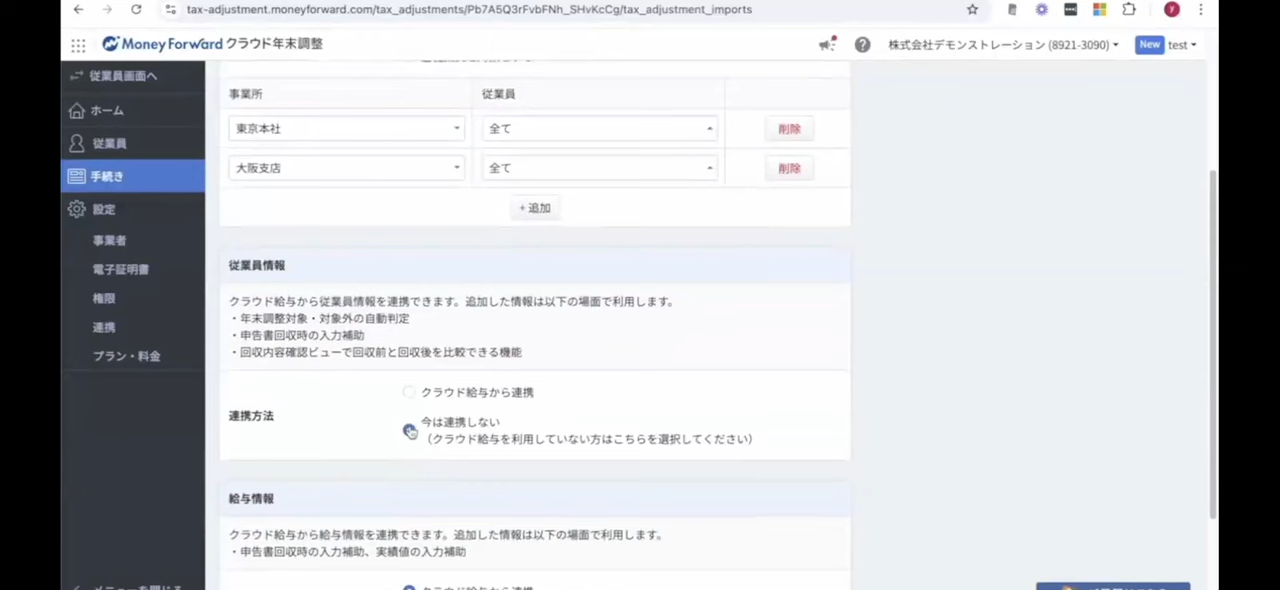 tax-adjustment.moneyforward.com/tax_adjustments/Pb7A5Q3rFvbFNh_SHvKcCg/tax_adjustment_imports
Money Forward クラウド年末調整
株式会社デモンストレーション (8921-3090)
New
test
従業員画面へ
ホーム
従業員
手続き
設定
事業者
電子証明書
権限
連携
プラン・料金
事業所
従業員
東京本社
全て
削除
大阪支店
全て
削除
+ 追加
従業員情報
クラウド給与から従業員情報を連携できます。追加した情報は以下の場面で利用します。
・年末調整対象・対象外の自動判定
・申告書回収時の入力補助
・回収内容確認ビューで回収前と回収後を比較できる機能
連携方法
クラウド給与から連携
今は連携しない
（クラウド給与を利用していない方はこちらを選択してください）
給与情報
クラウド給与から給与情報を連携できます。追加した情報は以下の場面で利用します。
・申告書回収時の入力補助、実績値の入力補助
クラウド給与から連携
メニューを閉じる